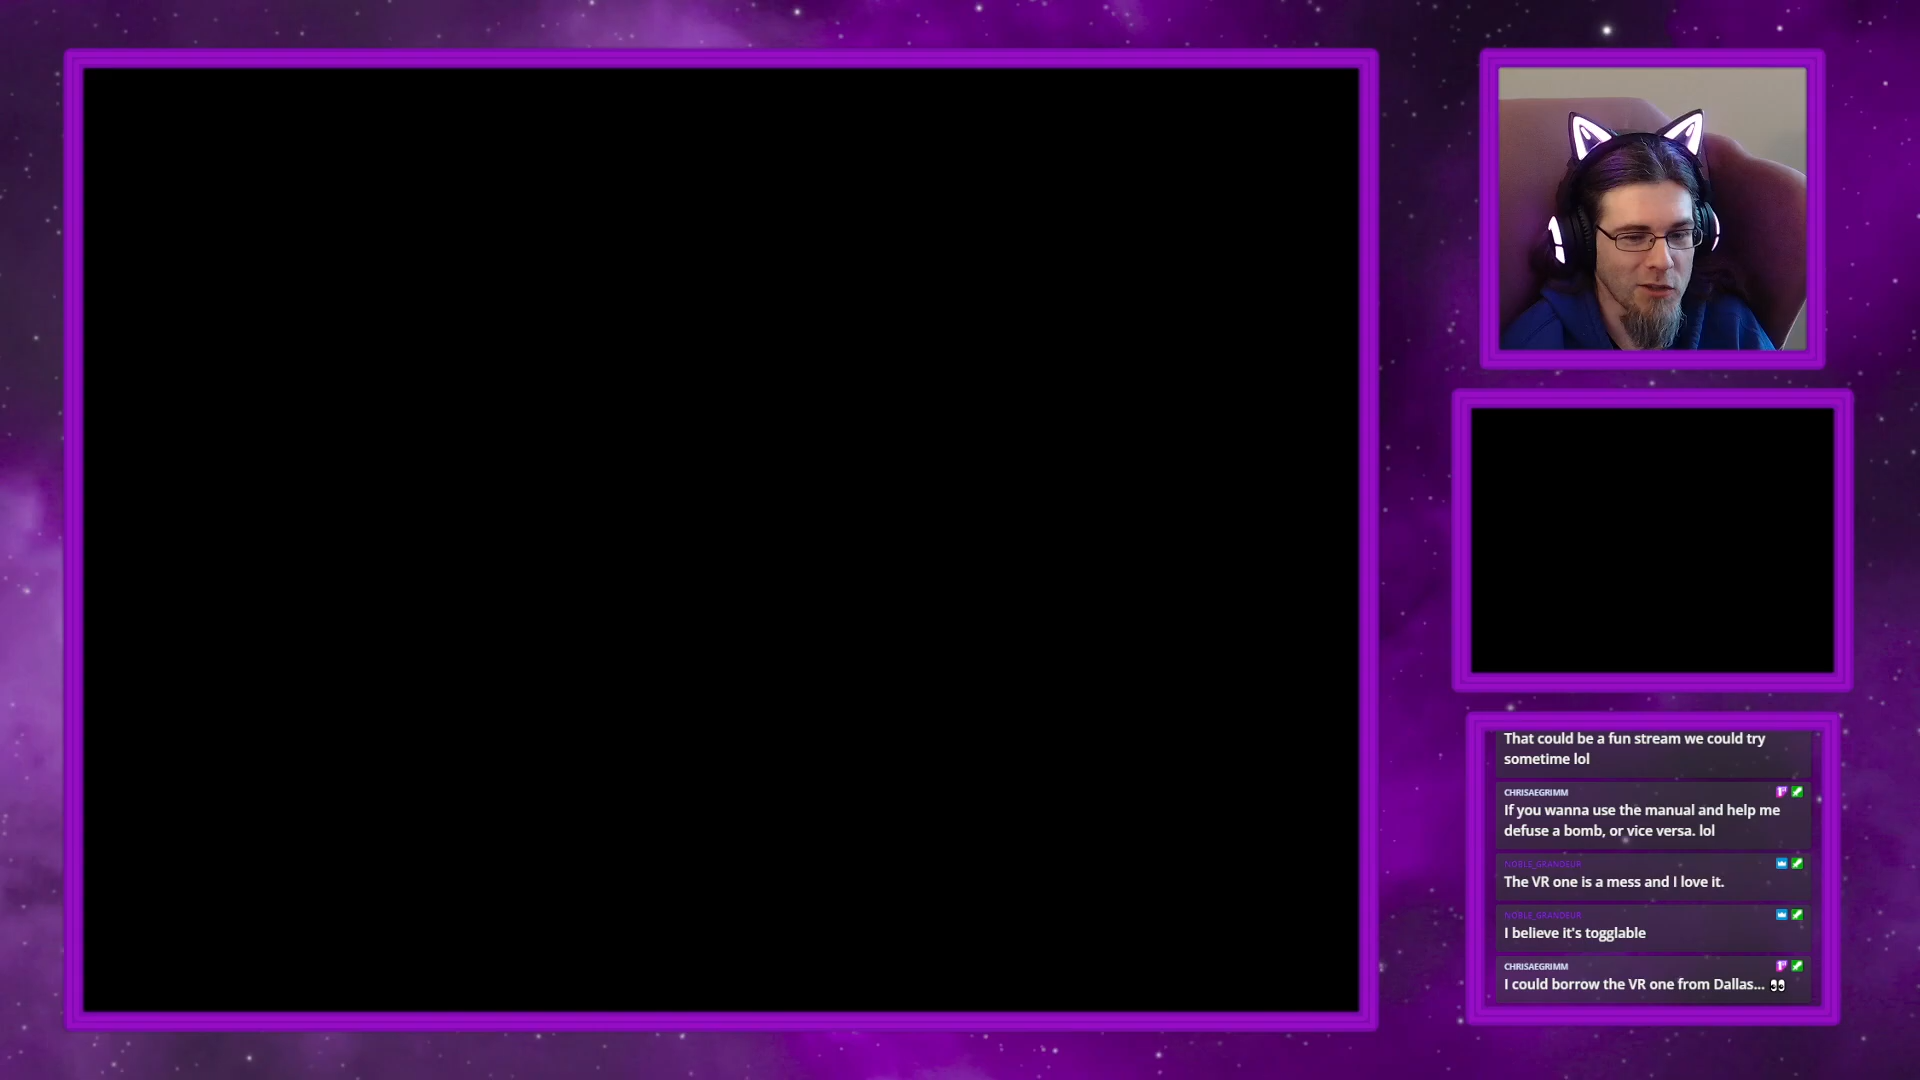 That could be a fun stream we could try
sometime lol
CHRISAEGRIMM
If you wanna use the manual and help me
defuse a bomb, or vice versa. lol
NOBLE_GRANDEUR
The VR one is a mess and I love it.
NOBLE_GRANDEUR
I believe it's togglable
CHRISAEGRIMM
I could borrow the VR one from Dallas... 👀